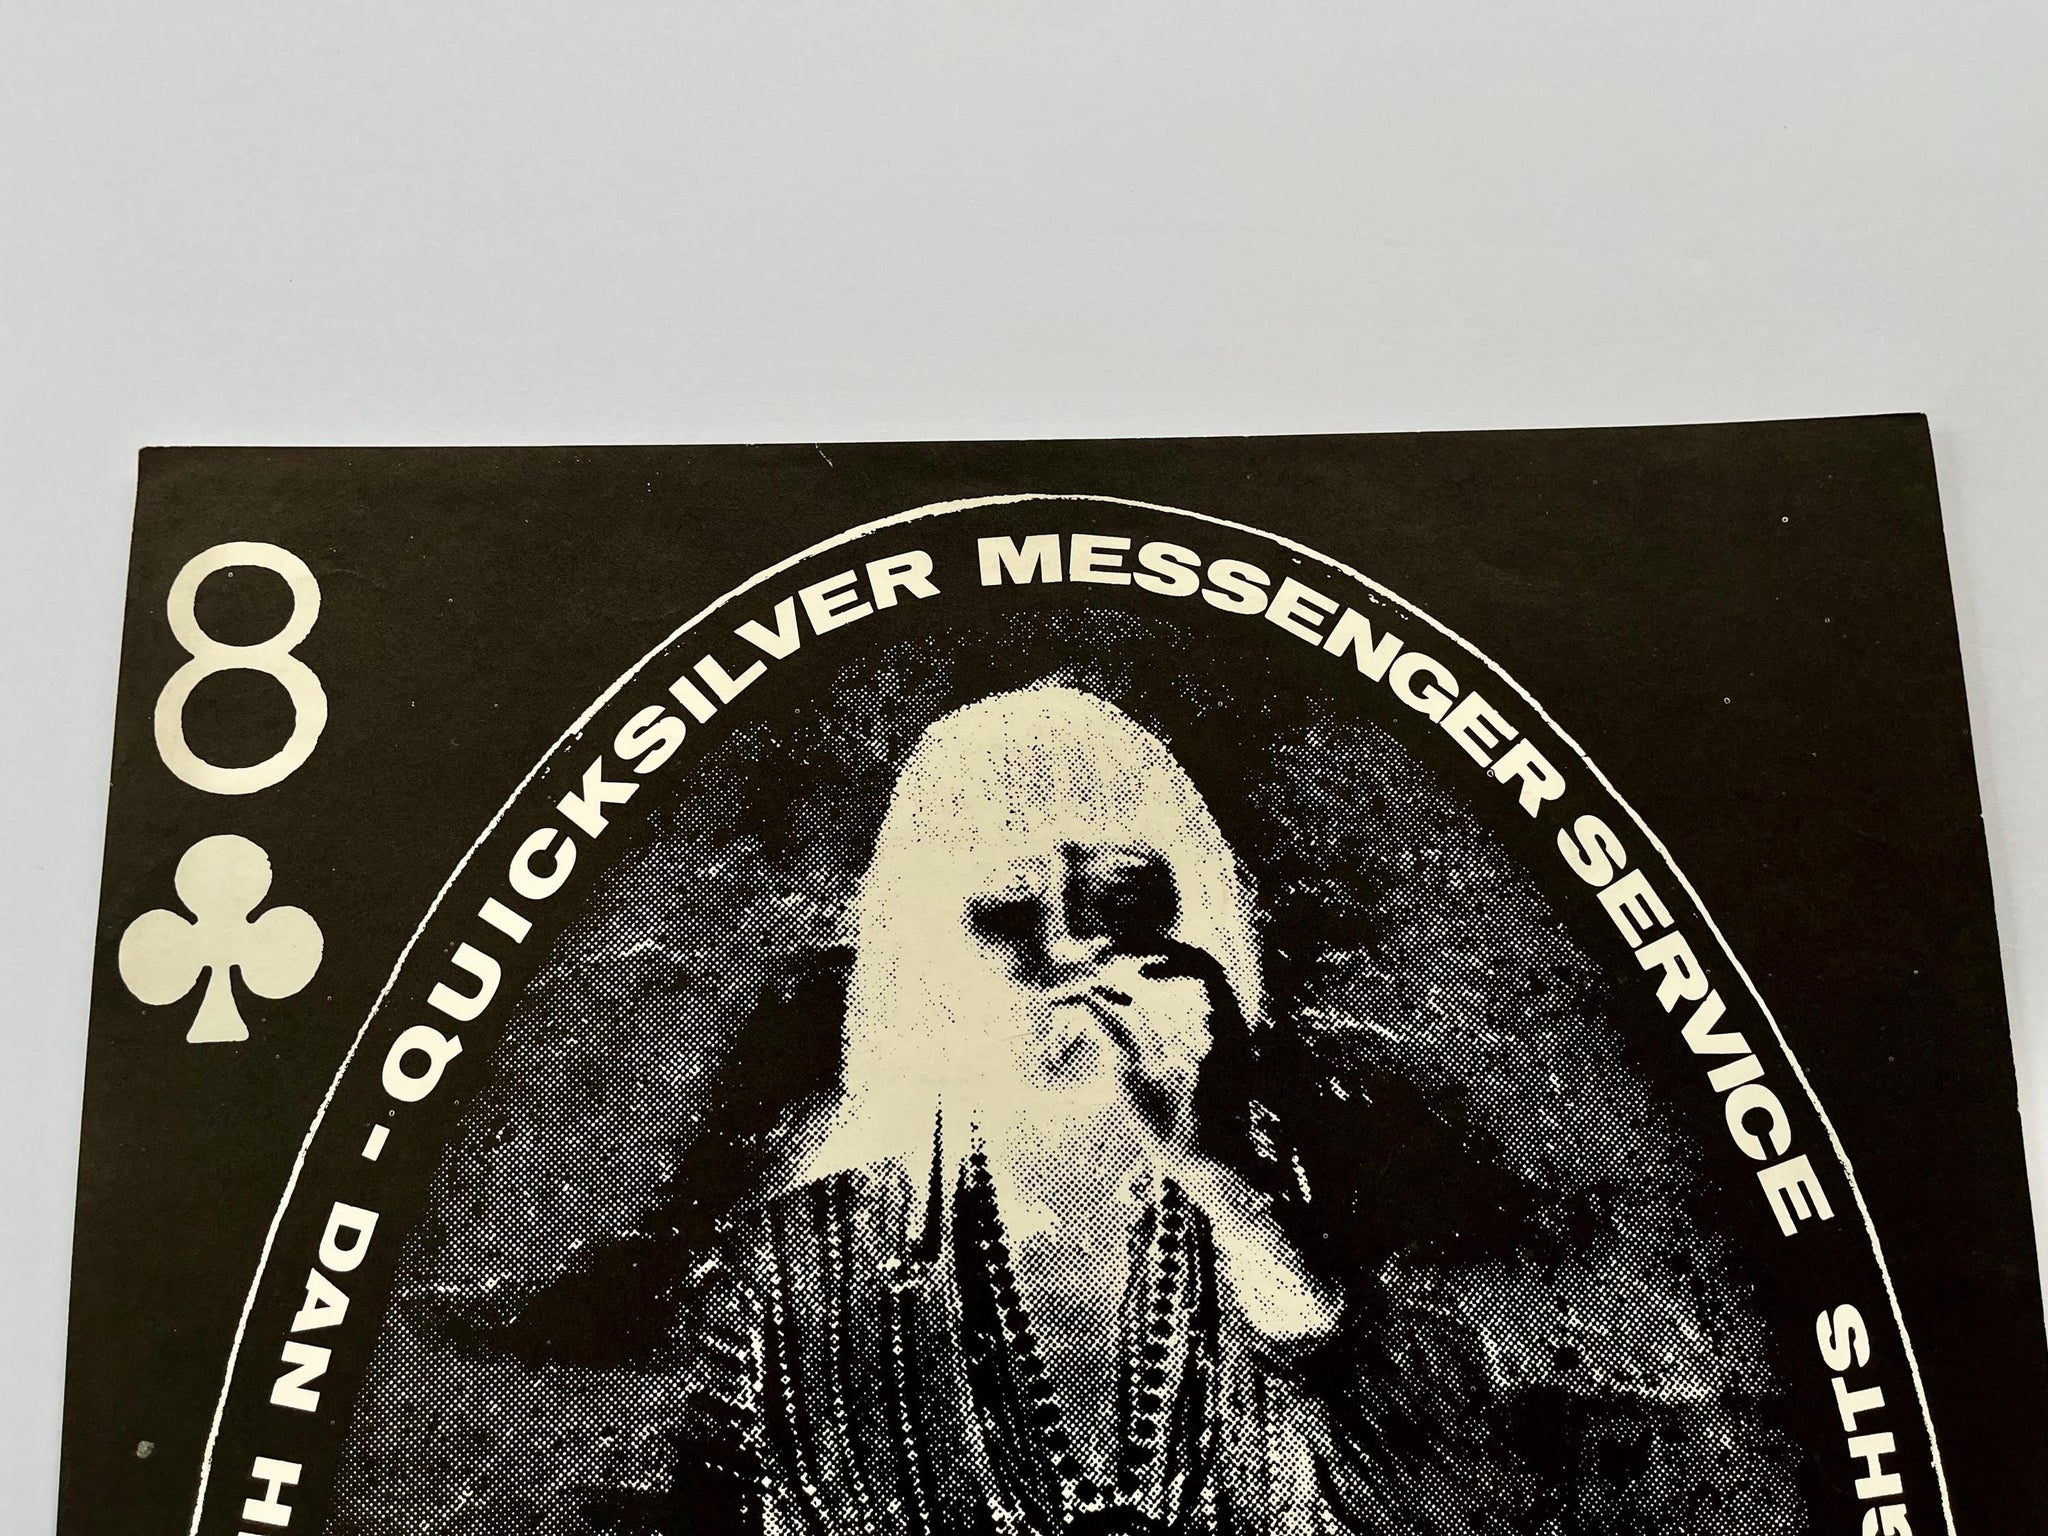 8
QUICKSILVER MESSENGER SERVICE
- DAN